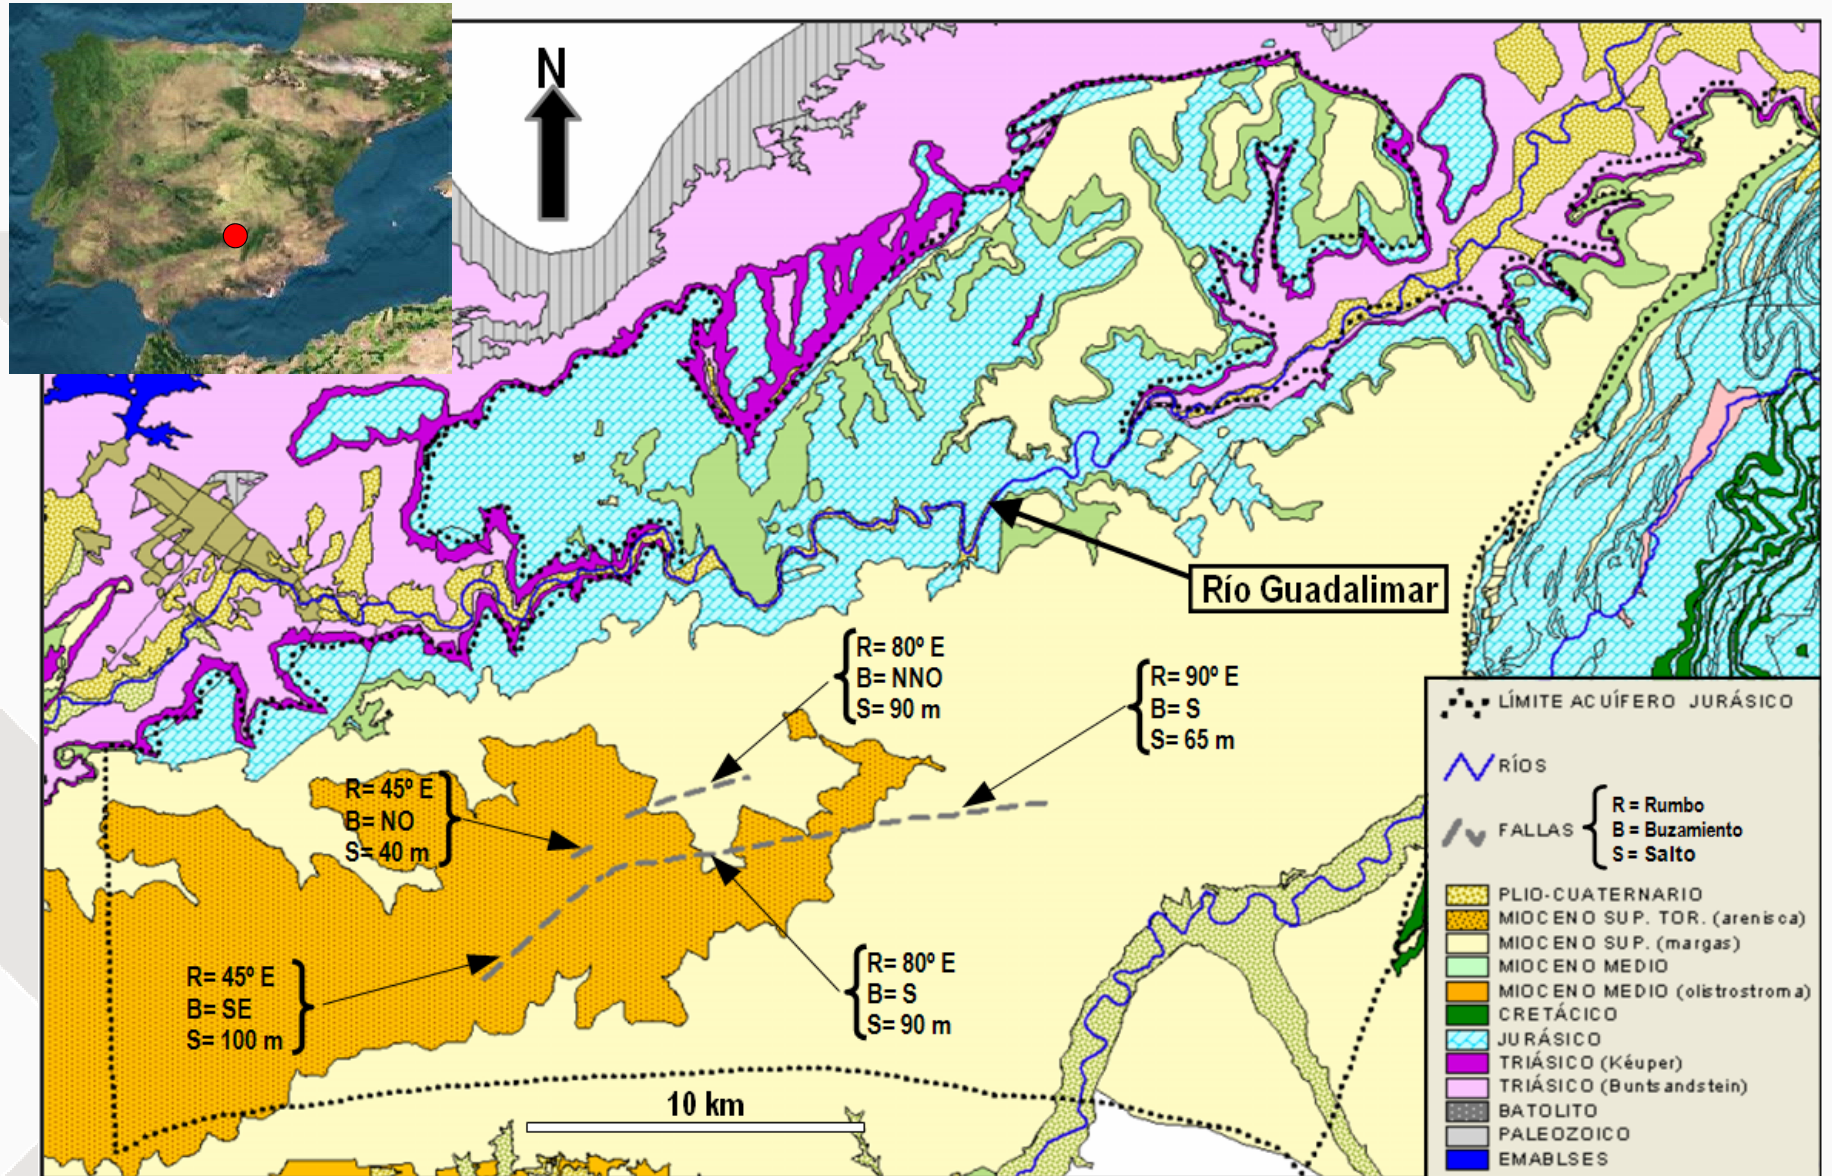 N
Río Guadalimar
R= 80º E
B= NNO
S= 90 m
R= 90º E
B= S
S= 65 m
R= 45º E
B= NO
S= 40 m
R= 45º E
B= SE
S= 100 m
R= 80º E
B= S
S= 90 m
10 km
LÍMITE ACUÍFERO JURÁSICO
RÍOS
FALLAS
R = Rumbo
B = Buzamiento
S = Salto
PLIO-CUATERNARIO
MIOCENO SUP. TOR. (arenisca)
MIOCENO SUP. (margas)
MIOCENO MEDIO
MIOCENO MEDIO (olistrostroma)
CRETÁCICO
JURÁSICO
TRIÁSICO (Kéuper)
TRIÁSICO (Buntsandstein)
BATOLITO
PALEOZOICO
EMABLSES